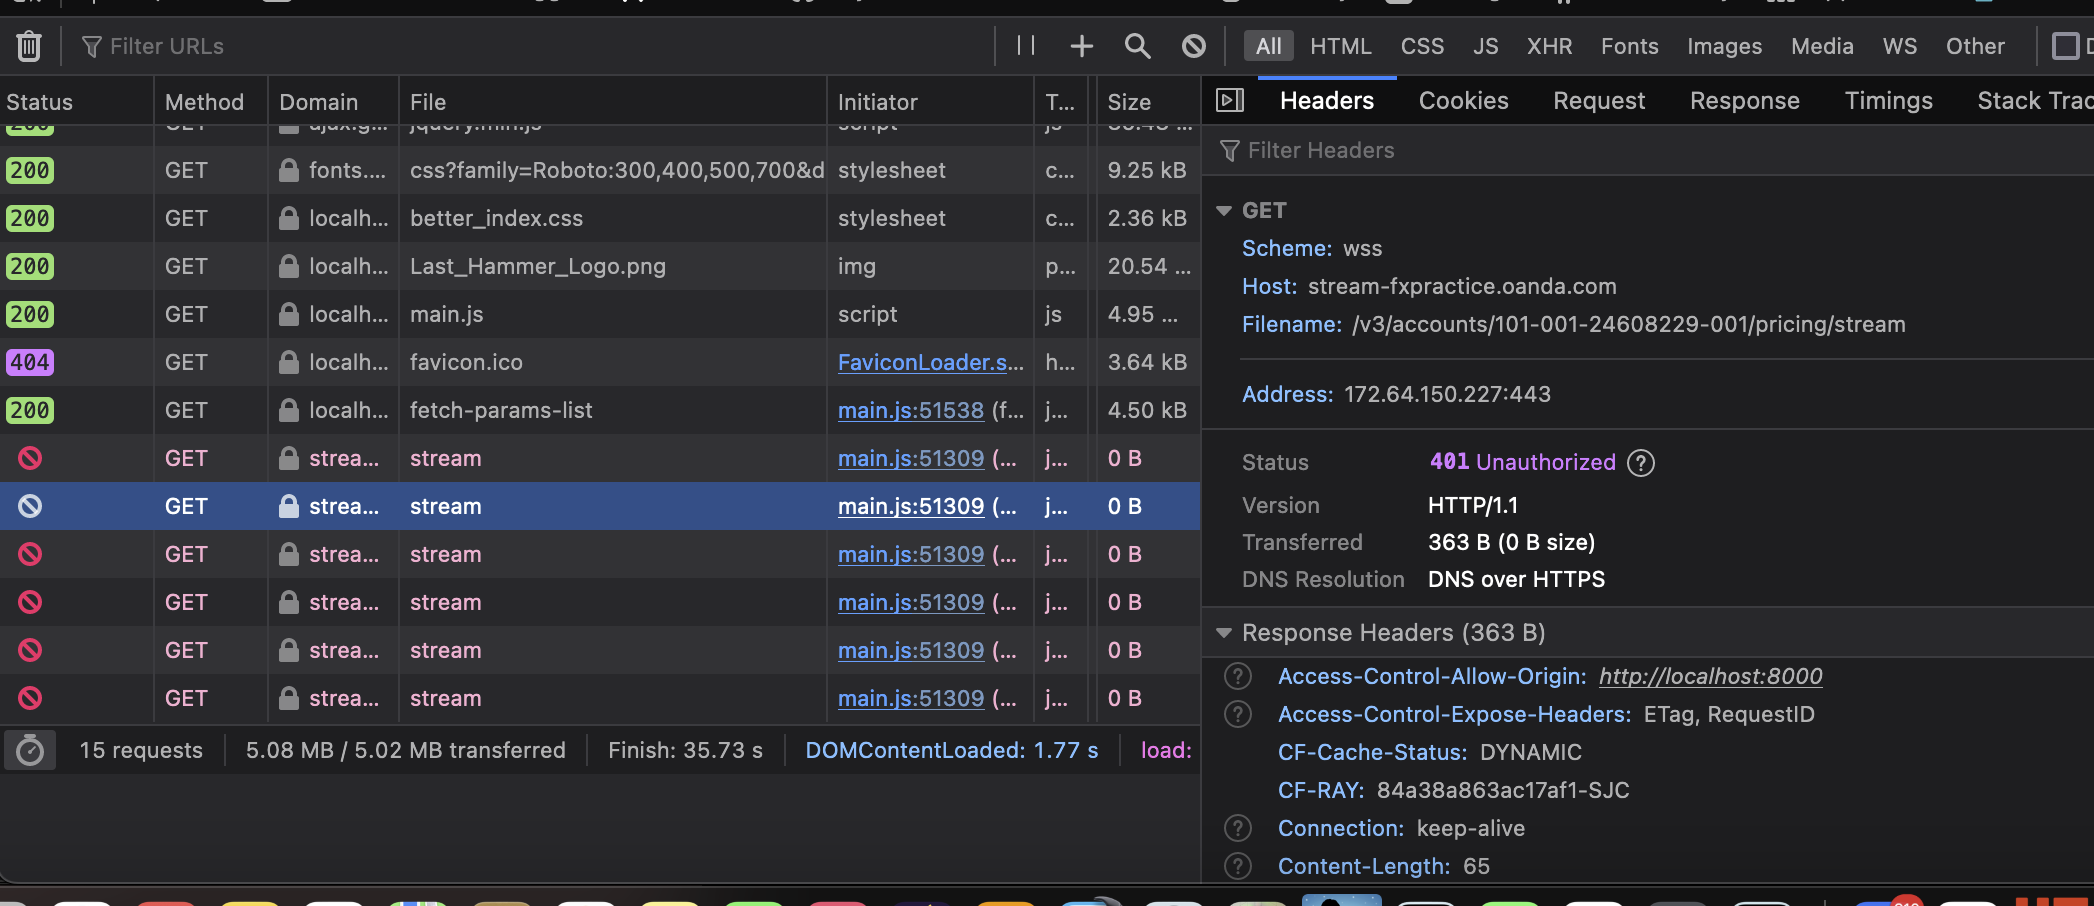 Filter URLs
All HTML CSS JS XHR Fonts Images Media WS Other
Status Method Domain File Initiator T... Size
200 GET ajax.g... jquery.min.js script js
200 GET fonts.... css?family=Roboto:300,400,500,700&d stylesheet c... 9.25 kB
200 GET localh... better_index.css stylesheet c... 2.36 kB
200 GET localh... Last_Hammer_Logo.png img p... 20.54 ...
200 GET localh... main.js script js 4.95 ...
404 GET localh... favicon.ico FaviconLoader.s... h... 3.64 kB
200 GET localh... fetch-params-list main.js:51538 (f... j... 4.50 kB
GET strea... stream main.js:51309 (... j... 0 B
GET strea... stream main.js:51309 (... j... 0 B
GET strea... stream main.js:51309 (... j... 0 B
GET strea... stream main.js:51309 (... j... 0 B
GET strea... stream main.js:51309 (... j... 0 B
GET strea... stream main.js:51309 (... j... 0 B
15 requests 5.08 MB / 5.02 MB transferred Finish: 35.73 s DOMContentLoaded: 1.77 s load:
Headers Cookies Request Response Timings Stack Trac
Filter Headers
GET
Scheme: wss
Host: stream-fxpractice.oanda.com
Filename: /v3/accounts/101-001-24608229-001/pricing/stream
Address: 172.64.150.227:443
Status 401 Unauthorized ?
Version HTTP/1.1
Transferred 363 B (0 B size)
DNS Resolution DNS over HTTPS
Response Headers (363 B)
? Access-Control-Allow-Origin: http://localhost:8000
? Access-Control-Expose-Headers: ETag, RequestID
CF-Cache-Status: DYNAMIC
CF-RAY: 84a38a863ac17af1-SJC
? Connection: keep-alive
? Content-Length: 65